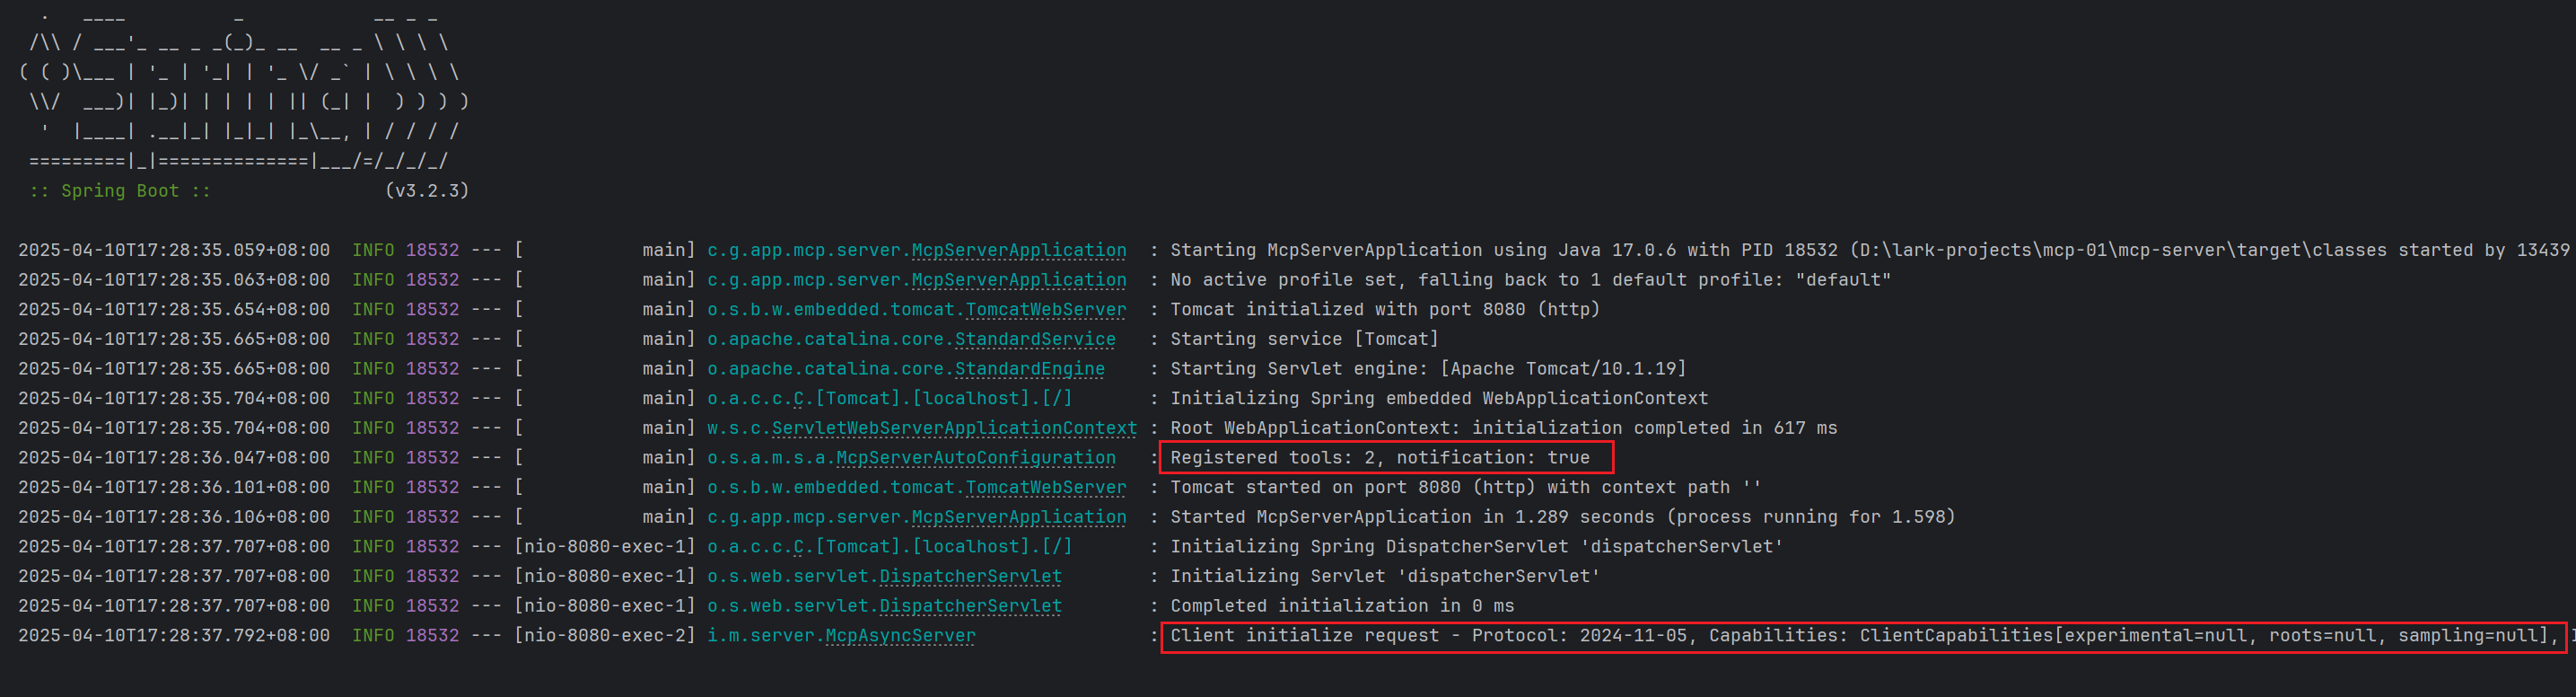 .   ____          _            __ _ _
 /\\ / ___'_ __ _ _(_)_ __  __ _ \ \ \ \
( ( )\___ | '_ | '_| | '_ \/ _` | \ \ \ \
 \\/  ___)| |_)| | | | | || (_| |  ) ) ) )
  '  |____| .__|_| |_|_| |_\__, | / / / /
 =========|_|==============|___/=/_/_/_/
 :: Spring Boot ::                (v3.2.3)
2025-04-10T17:28:35.059+08:00  INFO 18532 --- [           main] c.g.app.mcp.server.McpServerApplication  : Starting McpServerApplication using Java 17.0.6 with PID 18532 (D:\lark-projects\mcp-01\mcp-server\target\classes started by 13439
2025-04-10T17:28:35.063+08:00  INFO 18532 --- [           main] c.g.app.mcp.server.McpServerApplication  : No active profile set, falling back to 1 default profile: "default"
2025-04-10T17:28:35.654+08:00  INFO 18532 --- [           main] o.s.b.w.embedded.tomcat.TomcatWebServer  : Tomcat initialized with port 8080 (http)
2025-04-10T17:28:35.665+08:00  INFO 18532 --- [           main] o.apache.catalina.core.StandardService   : Starting service [Tomcat]
2025-04-10T17:28:35.665+08:00  INFO 18532 --- [           main] o.apache.catalina.core.StandardEngine    : Starting Servlet engine: [Apache Tomcat/10.1.19]
2025-04-10T17:28:35.704+08:00  INFO 18532 --- [           main] o.a.c.c.C.[Tomcat].[localhost].[/]       : Initializing Spring embedded WebApplicationContext
2025-04-10T17:28:35.704+08:00  INFO 18532 --- [           main] w.s.c.ServletWebServerApplicationContext : Root WebApplicationContext: initialization completed in 617 ms
2025-04-10T17:28:36.047+08:00  INFO 18532 --- [           main] o.s.a.m.s.a.McpServerAutoConfiguration   : Registered tools: 2, notification: true
2025-04-10T17:28:36.101+08:00  INFO 18532 --- [           main] o.s.b.w.embedded.tomcat.TomcatWebServer  : Tomcat started on port 8080 (http) with context path ''
2025-04-10T17:28:36.106+08:00  INFO 18532 --- [           main] c.g.app.mcp.server.McpServerApplication  : Started McpServerApplication in 1.289 seconds (process running for 1.598)
2025-04-10T17:28:37.707+08:00  INFO 18532 --- [nio-8080-exec-1] o.a.c.c.C.[Tomcat].[localhost].[/]       : Initializing Spring DispatcherServlet 'dispatcherServlet'
2025-04-10T17:28:37.707+08:00  INFO 18532 --- [nio-8080-exec-1] o.s.web.servlet.DispatcherServlet        : Initializing Servlet 'dispatcherServlet'
2025-04-10T17:28:37.707+08:00  INFO 18532 --- [nio-8080-exec-1] o.s.web.servlet.DispatcherServlet        : Completed initialization in 0 ms
2025-04-10T17:28:37.792+08:00  INFO 18532 --- [nio-8080-exec-2] i.m.server.McpAsyncServer                : Client initialize request - Protocol: 2024-11-05, Capabilities: ClientCapabilities[experimental=null, roots=null, sampling=null],